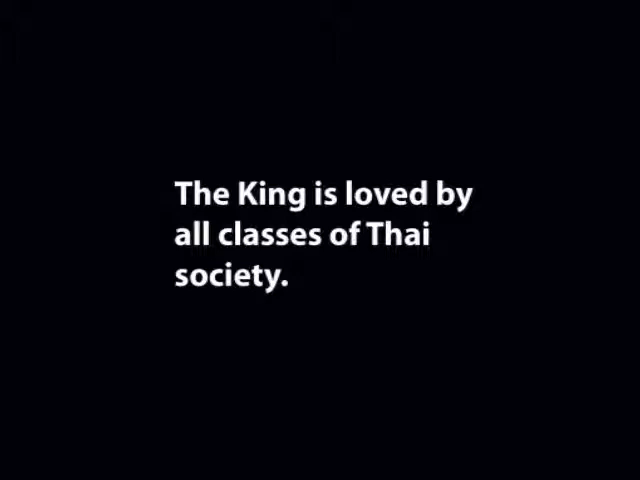 The King is loved by
all classes of Thai
society.